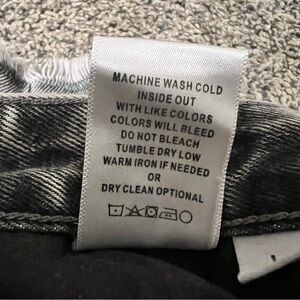 MACHINE WASH COLD
INSIDE OUT
WITH LIKE COLORS
COLORS WILL BLEED
DO NOT BLEACH
TUMBLE DRY LOW
WARM IRON IF NEEDED
OR
DRY CLEAN OPTIONAL